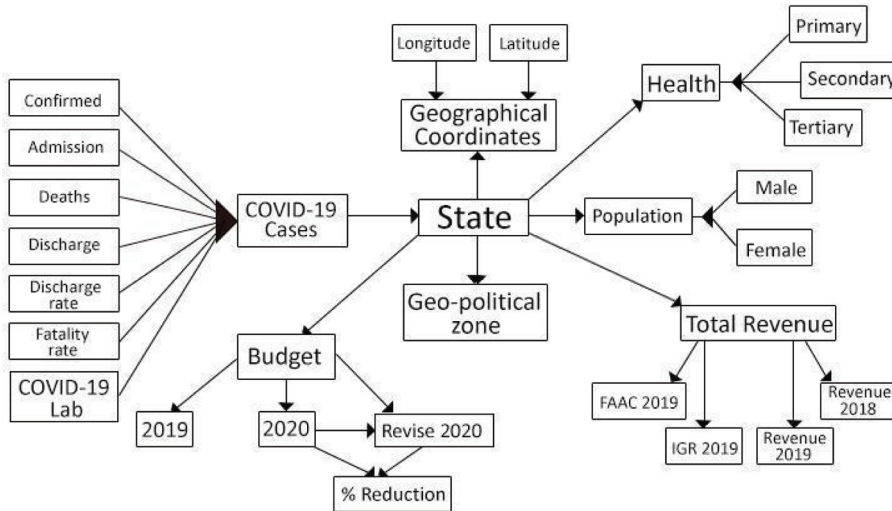 Longitude
Latitude
Primary
Health
Secondary
Tertiary
Confirmed
Admission
Deaths
Discharge
Discharge
rate
Fatality
rate
COVID-19
Lab
Geographical
Coordinates
COVID-19
Cases
State
Population
Male
Female
Geo-political
zone
Total Revenue
Budget
2019
2020
Revise 2020
% Reduction
FAAC 2019
IGR 2019
Revenue
2019
Revenue
2018